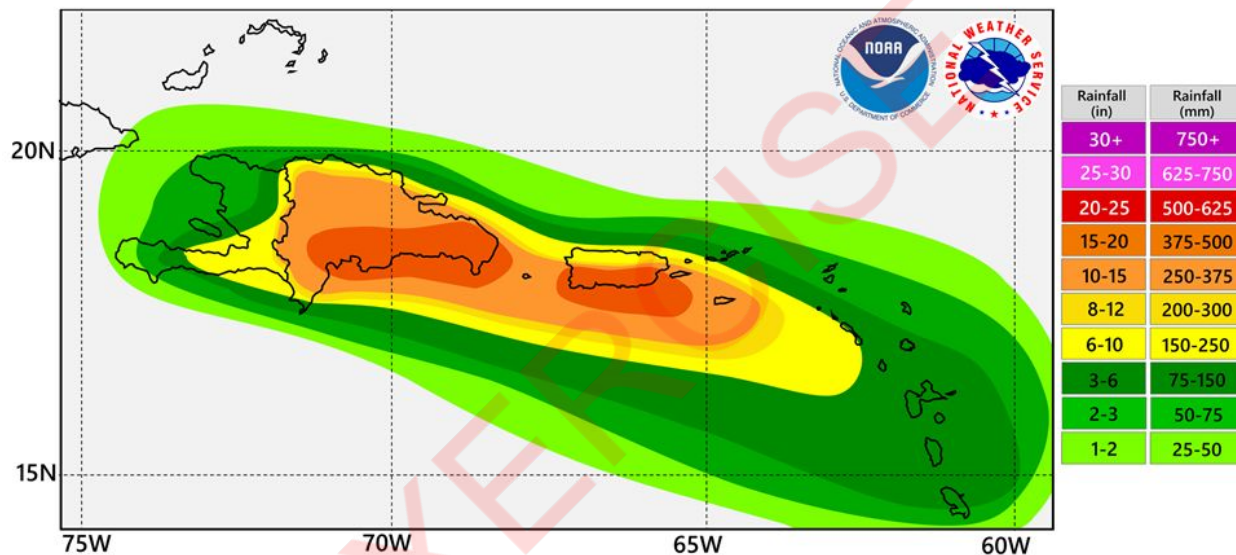 NATIONAL OCEANIC AND ATMOSPHERIC ADMINISTRATION
NOAA
U.S. DEPARTMENT OF COMMERCE
NATIONAL WEATHER SERVICE
20N
15N
75W 70W 65W 60W
Rainfall (in) Rainfall (mm)
30+ 750+
25-30 625-750
20-25 500-625
15-20 375-500
10-15 250-375
8-12 200-300
6-10 150-250
3-6 75-150
2-3 50-75
1-2 25-50
EXERCISE